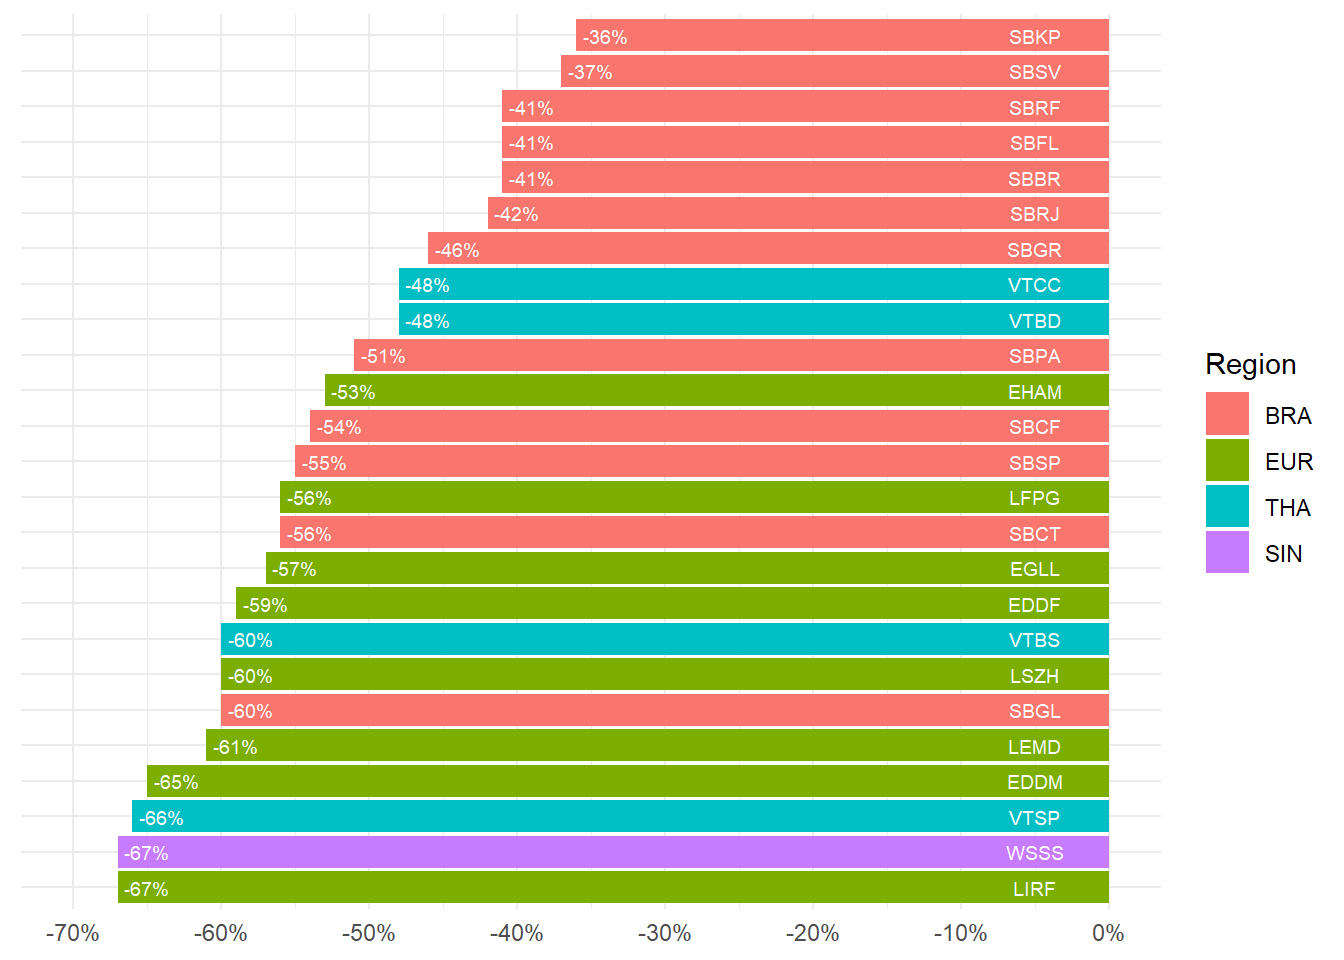 -36% SBKP
-37% SBSV
-41% SBRF
-41% SBFL
-41% SBBR
-42% SBRJ
-46% SBGR
-48% VTCC
-48% VTBD
-51% SBPA
-53% EHAM
-54% SBCF
-55% SBSP
-56% LFPG
-56% SBCT
-57% EGLL
-59% EDDF
-60% VTBS
-60% LSZH
-60% SBGL
-61% LEMD
-65% EDDM
-66% VTSP
-67% WSSS
-67% LIRF
-70% -60% -50% -40% -30% -20% -10% 0%
Region
BRA
EUR
THA
SIN